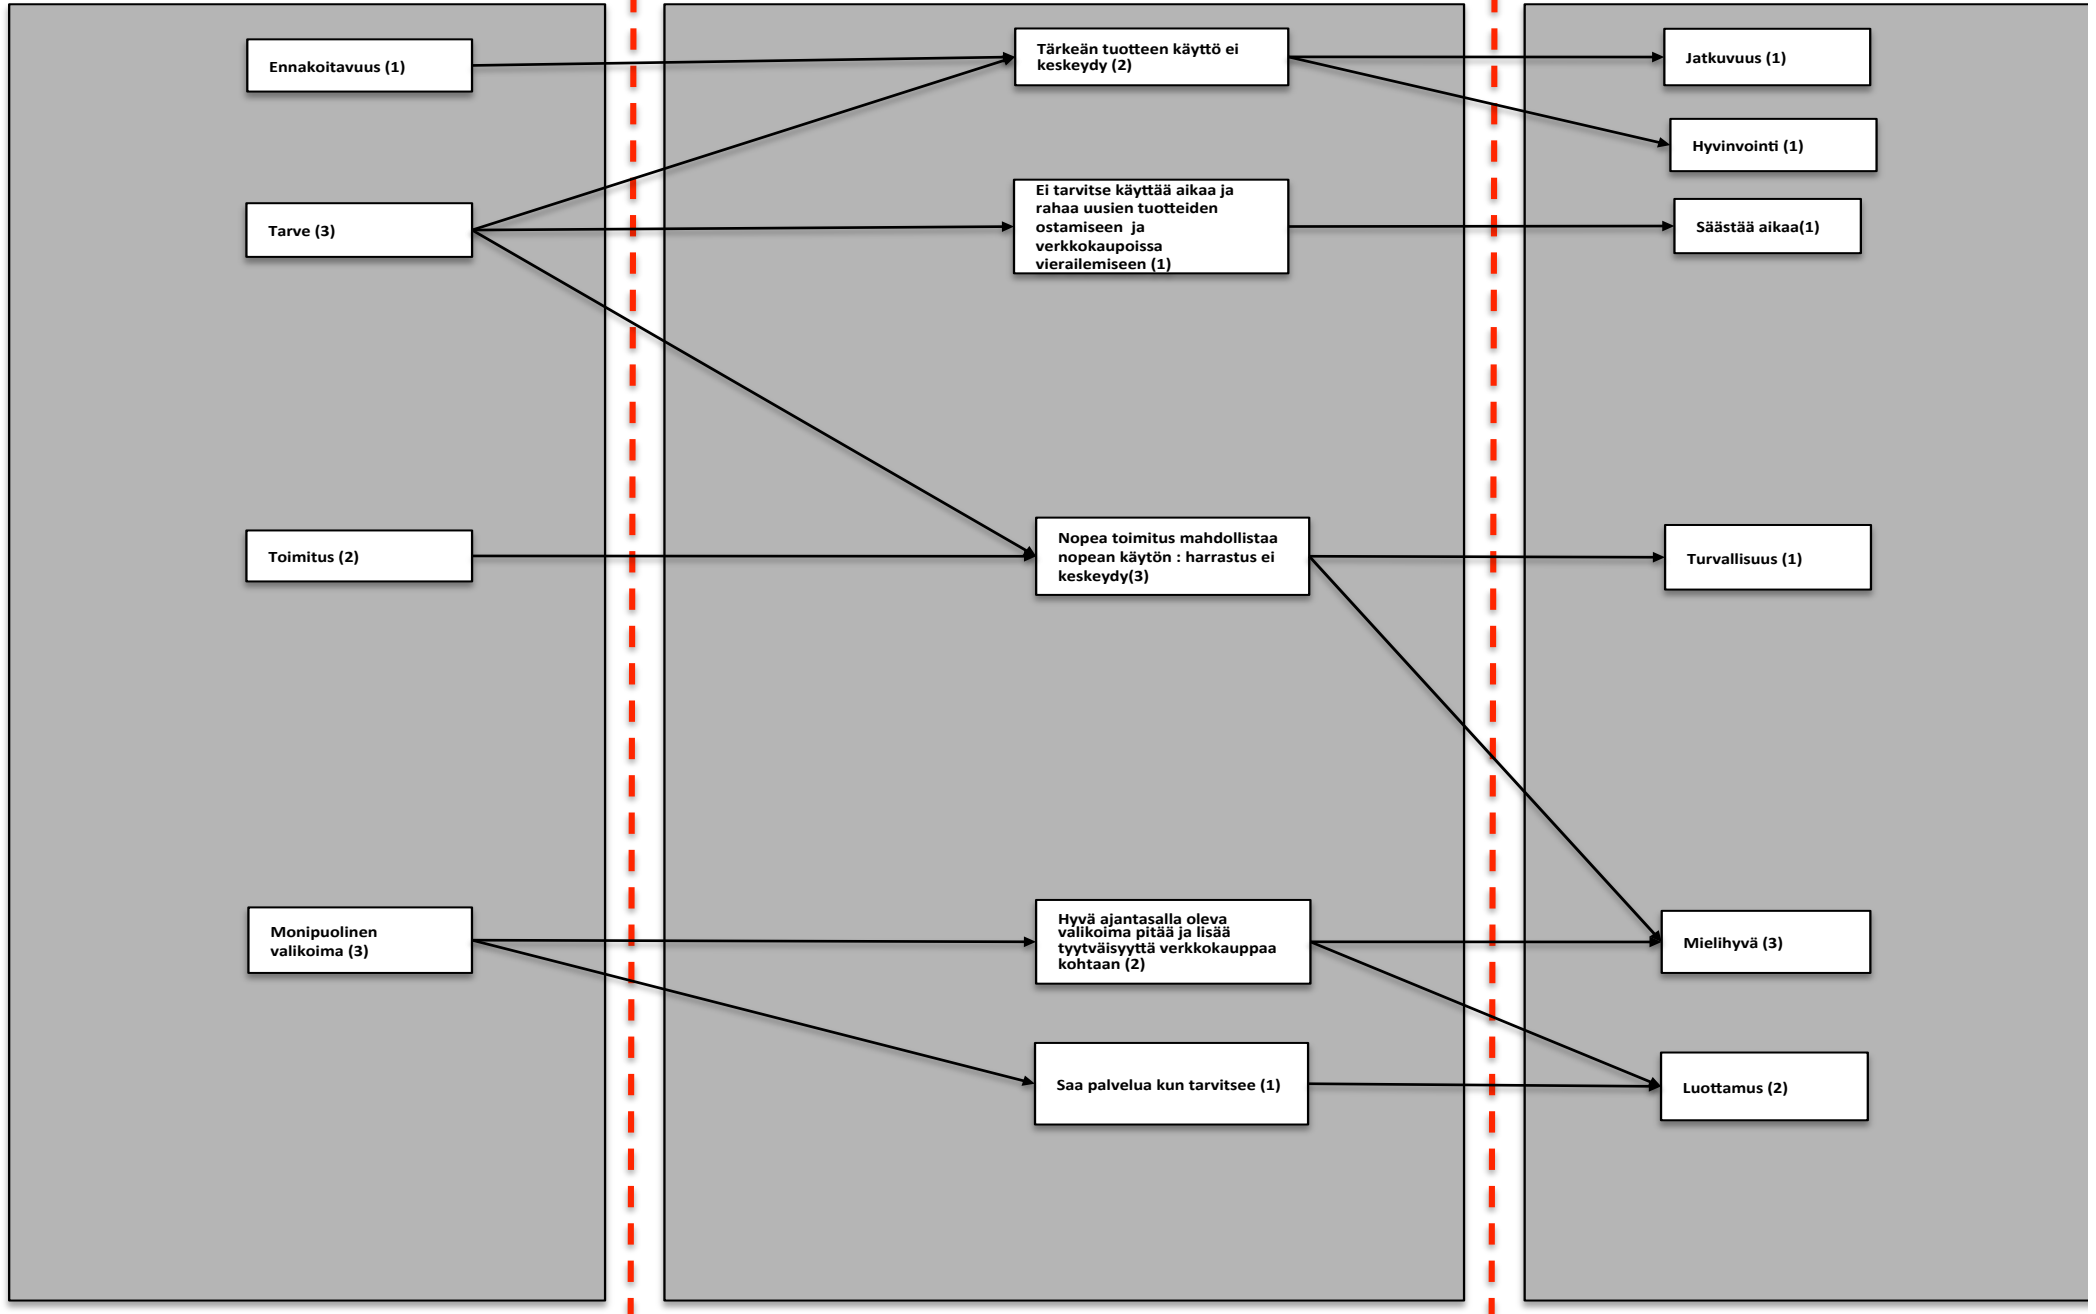 Ennakoitavuus (1)
Tarve (3)
Toimitus (2)
Monipuolinen
valikoima (3)
Tärkeän tuotteen käyttö ei
keskeydy (2)
Ei tarvitse käyttää aikaa ja
rahaa uusien tuotteiden
ostamiseen ja
verkkokaupoissa
vierailemiseen (1)
Nopea toimitus mahdollistaa
nopean käytön : harrastus ei
keskeydy(3)
Hyvä ajantasalla oleva
valikoima pitää ja lisää
tyytväisyyttä verkkokauppaa
kohtaan (2)
Saa palvelua kun tarvitsee (1)
Jatkuvuus (1)
Hyvinvointi (1)
Säästää aikaa(1)
Turvallisuus (1)
Mielihyvä (3)
Luottamus (2)